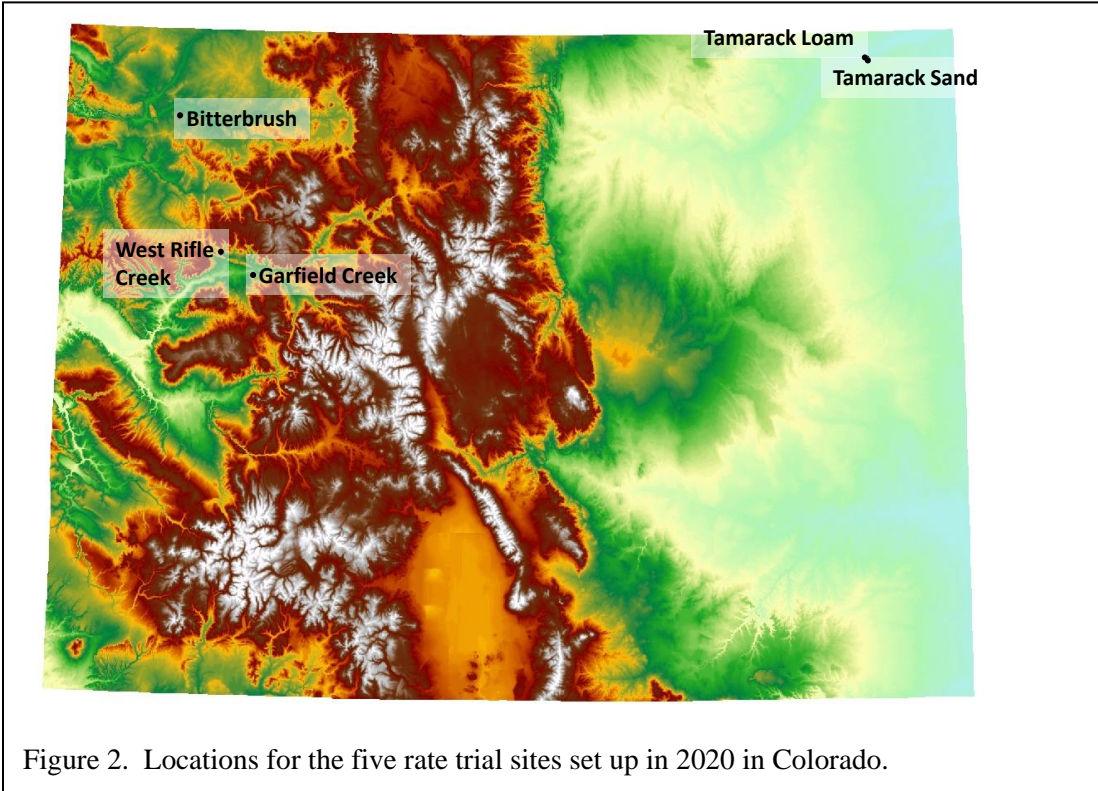 Tamarack Loam
Tamarack Sand
Bitterbrush
West Rifle
Creek
Garfield Creek
Figure 2.  Locations for the five rate trial sites set up in 2020 in Colorado.